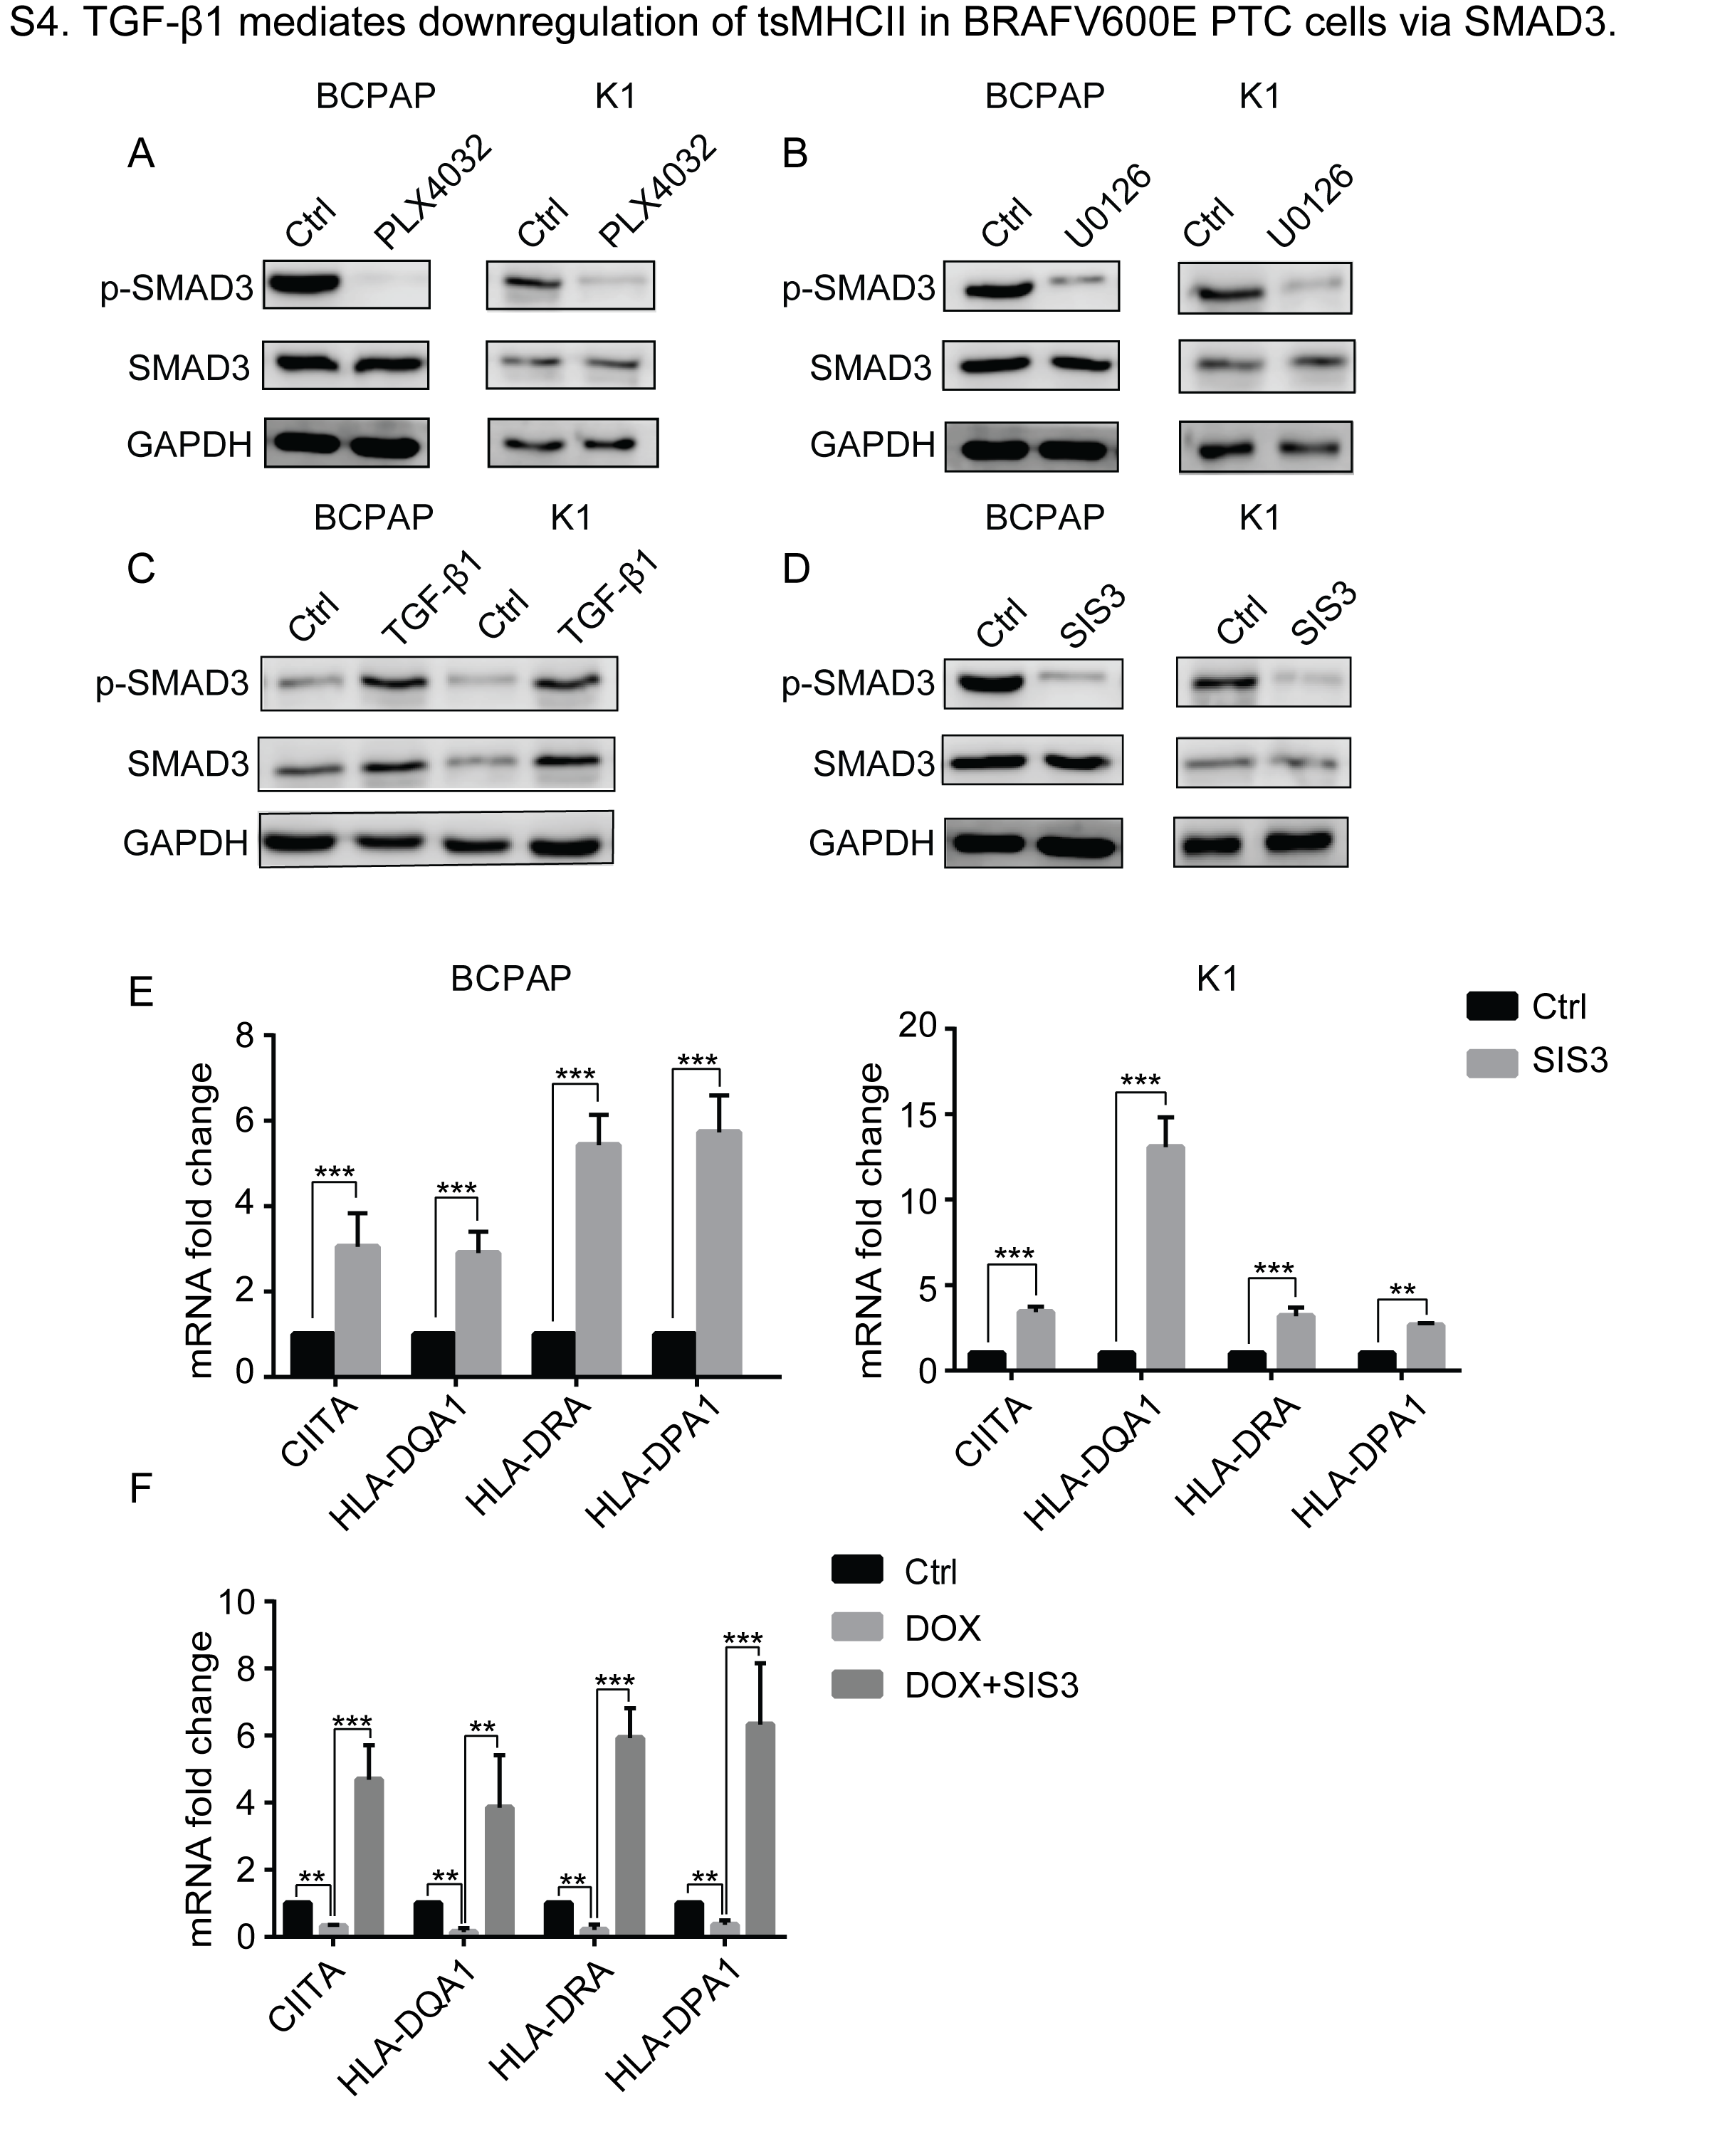 S4. TGF-β1 mediates downregulation of tsMHCII in BRAFV600E PTC cells via SMAD3.
BCPAP K1
A
Ctrl PLX4032 Ctrl PLX4032
p-SMAD3
SMAD3
GAPDH
BCPAP K1
B
Ctrl U0126 Ctrl U0126
p-SMAD3
SMAD3
GAPDH
BCPAP K1
C
Ctrl TGF-β1 Ctrl TGF-β1
p-SMAD3
SMAD3
GAPDH
BCPAP K1
D
Ctrl SIS3 Ctrl SIS3
p-SMAD3
SMAD3
GAPDH
E
BCPAP
mRNA fold change
8
6
4
2
0
*** *** *** ***
CIITA HLA-DQA1 HLA-DRA HLA-DPA1
K1
mRNA fold change
20
15
10
5
0
*** *** *** **
CIITA HLA-DQA1 HLA-DRA HLA-DPA1
Ctrl
SIS3
F
mRNA fold change
10
8
6
4
2
0
** *** ** ** ** *** ** ***
CIITA HLA-DQA1 HLA-DRA HLA-DPA1
Ctrl
DOX
DOX+SIS3